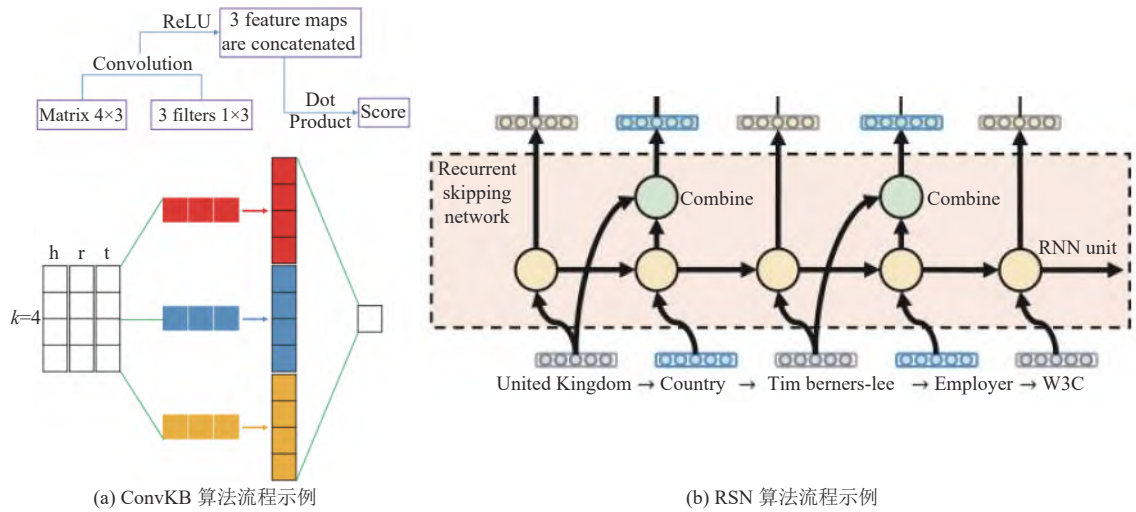 ReLU
3 feature maps
are concatenated
Convolution
Matrix 4×3
3 filters 1×3
Dot
Product
Score
h r t
k=4
(a) ConvKB 算法流程示例
Recurrent
skipping
network
Combine
Combine
RNN unit
United Kingdom → Country → Tim berners-lee → Employer → W3C
(b) RSN 算法流程示例